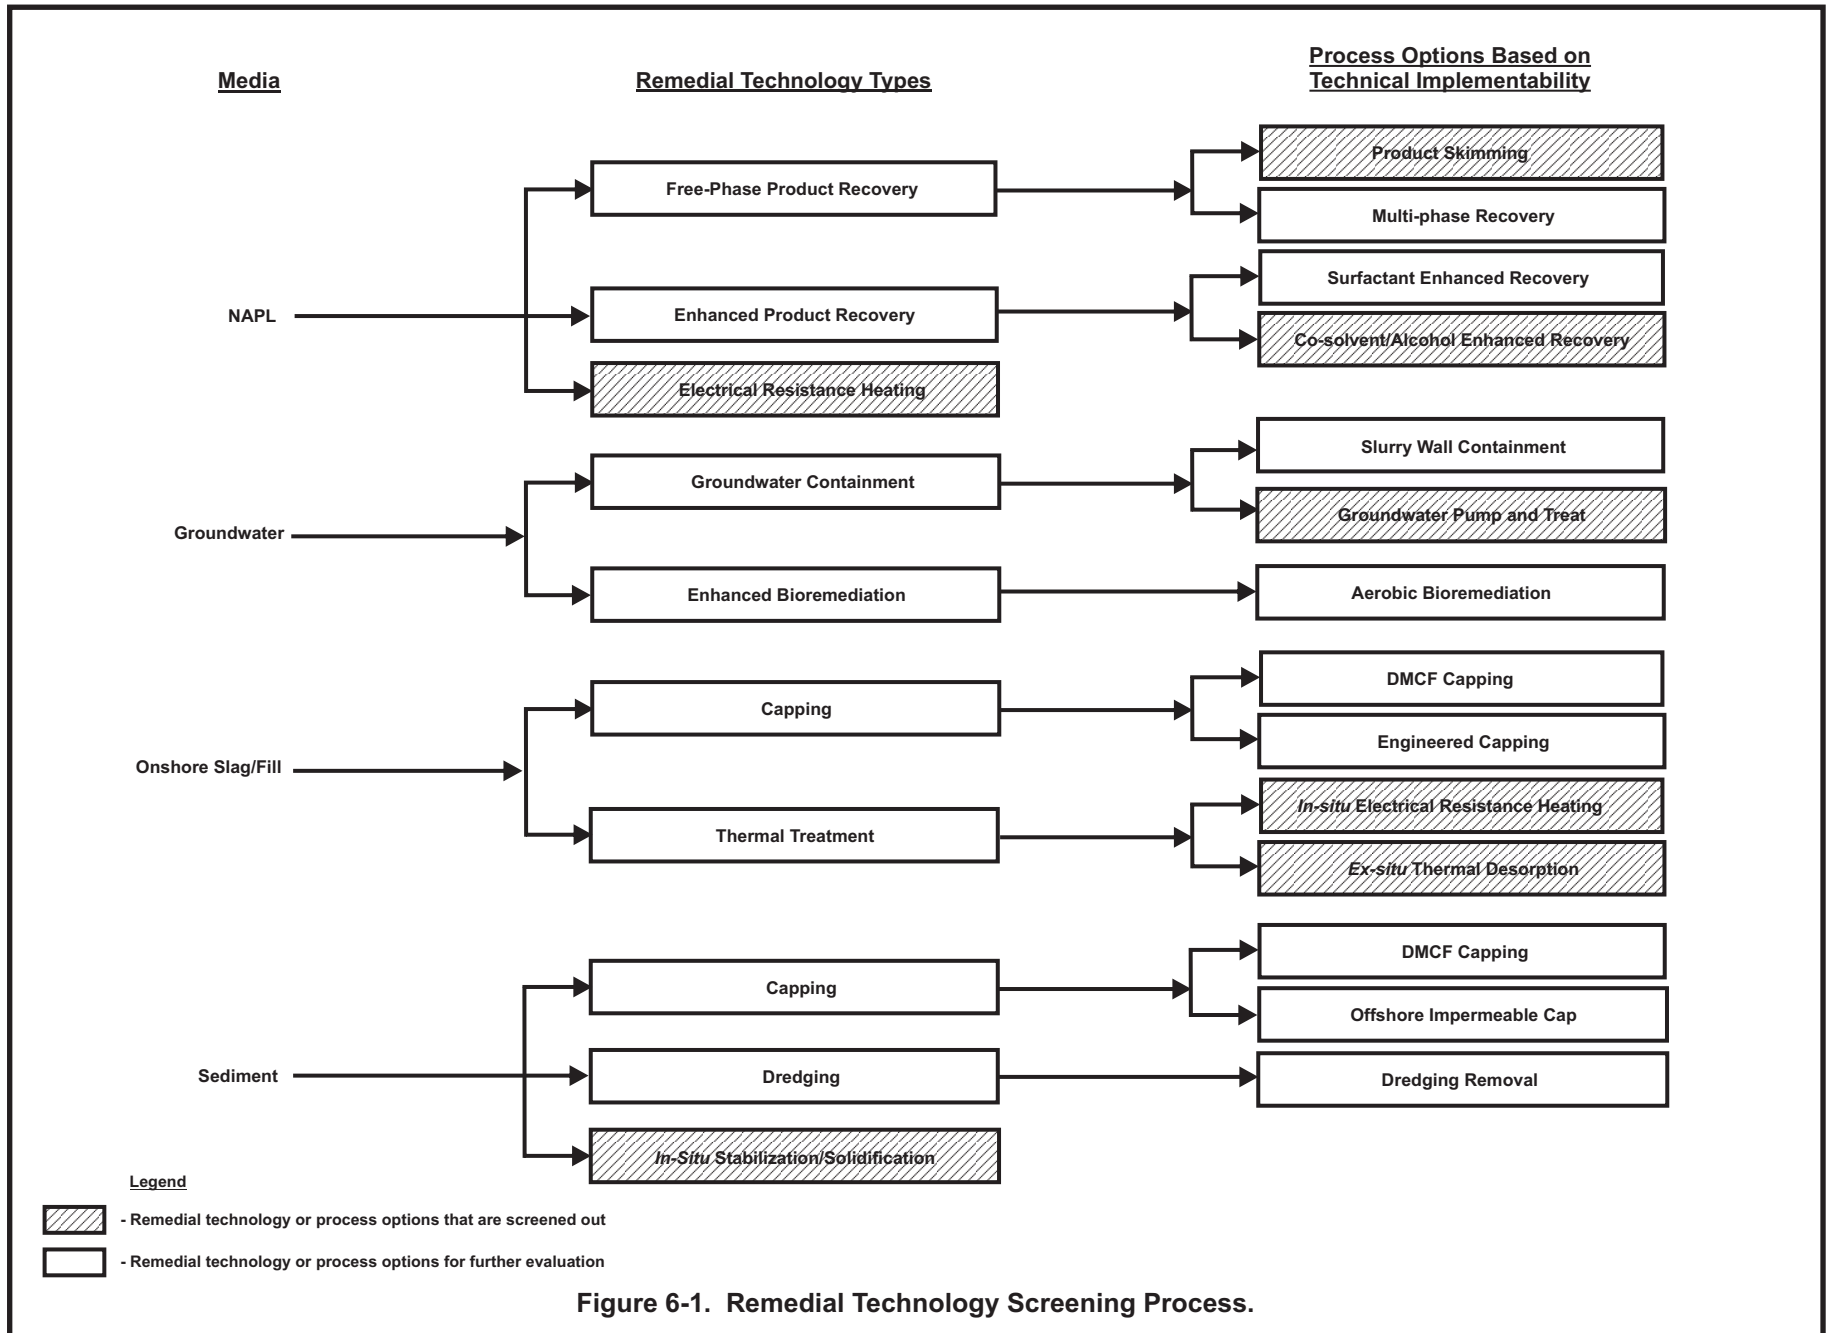 Media
Remedial Technology Types
Process Options Based on
Technical Implementability
Product Skimming
Free-Phase Product Recovery
Multi-phase Recovery
Surfactant Enhanced Recovery
NAPL
Enhanced Product Recovery
Co-solvent/Alcohol Enhanced Recovery
Electrical Resistance Heating
Slurry Wall Containment
Groundwater Containment
Groundwater Pump and Treat
Groundwater
Enhanced Bioremediation
Aerobic Bioremediation
DMCF Capping
Capping
Engineered Capping
Onshore Slag/Fill
In-situ Electrical Resistance Heating
Thermal Treatment
Ex-situ Thermal Desorption
DMCF Capping
Capping
Offshore Impermeable Cap
Sediment
Dredging
Dredging Removal
In-Situ Stabilization/Solidification
Legend
- Remedial technology or process options that are screened out
- Remedial technology or process options for further evaluation
Figure 6-1. Remedial Technology Screening Process.